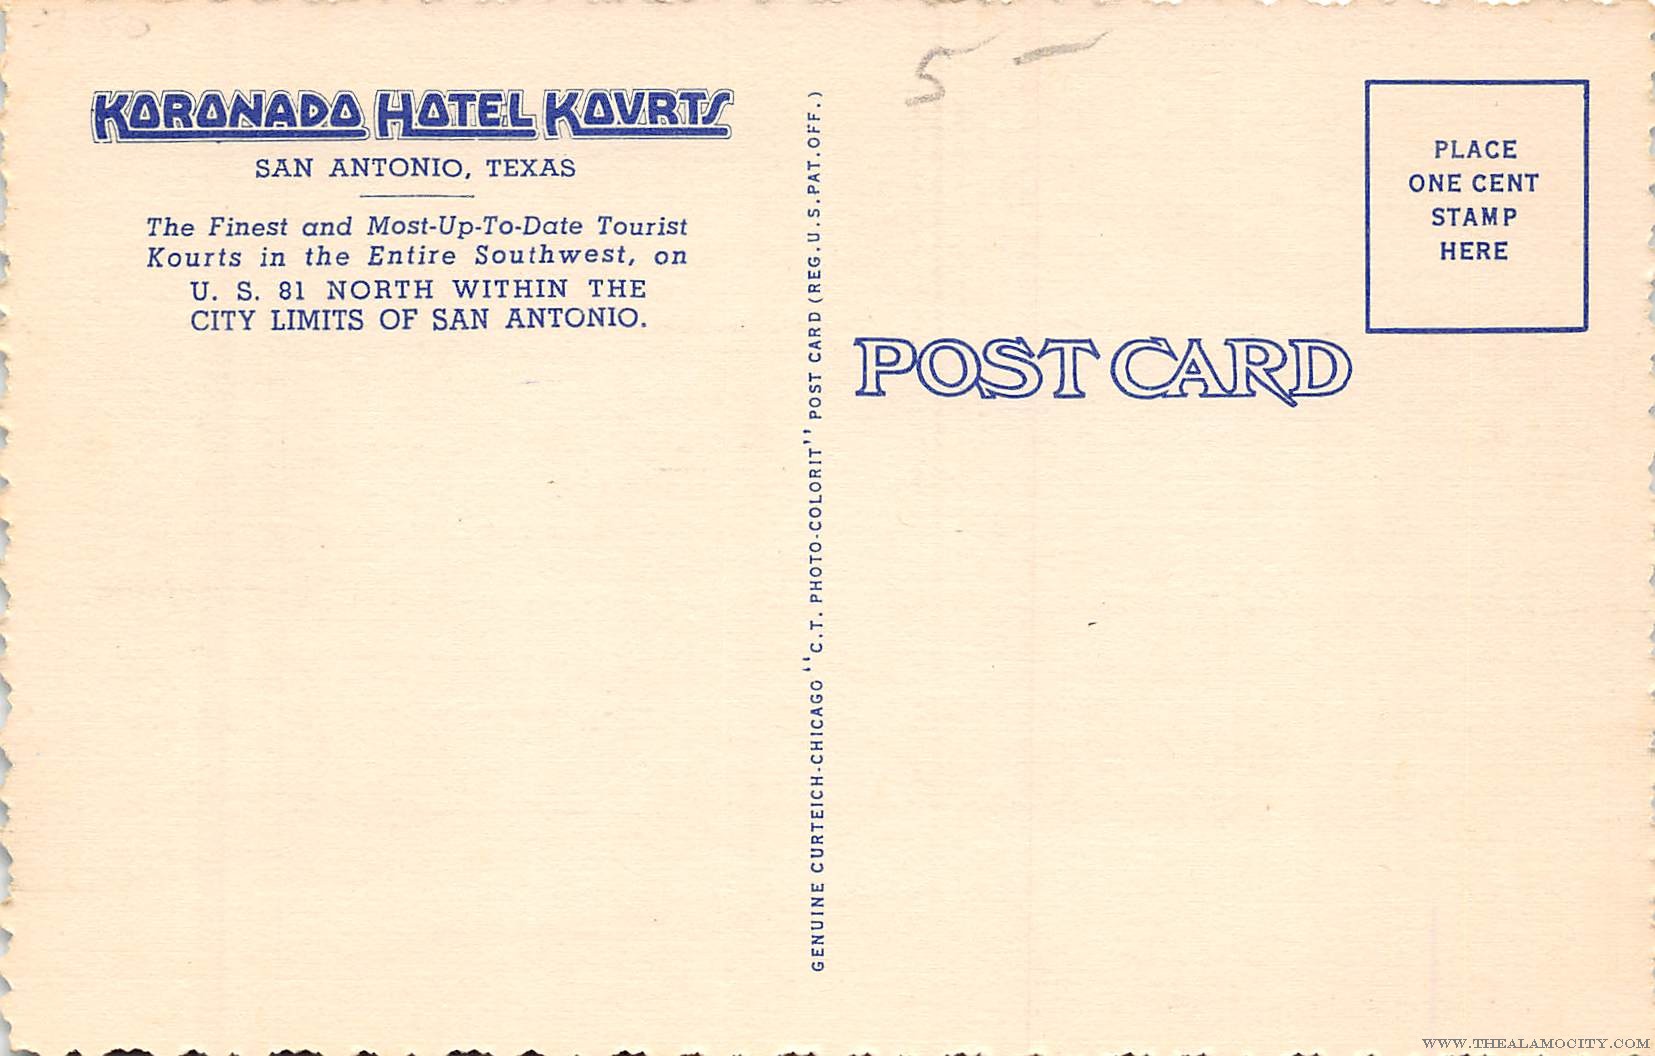 KORONADO HOTEL KOURTS
SAN ANTONIO, TEXAS
The Finest and Most-Up-To-Date Tourist
Kourts in the Entire Southwest, on
U. S. 81 NORTH WITHIN THE
CITY LIMITS OF SAN ANTONIO.
GENUINE CURTEICH-CHICAGO "C.T. PHOTO-COLORIT" POST CARD (REG. U.S. PAT. OFF.)
5 -
PLACE
ONE CENT
STAMP
HERE
POST CARD
WWW.THEALAMOCITY.COM